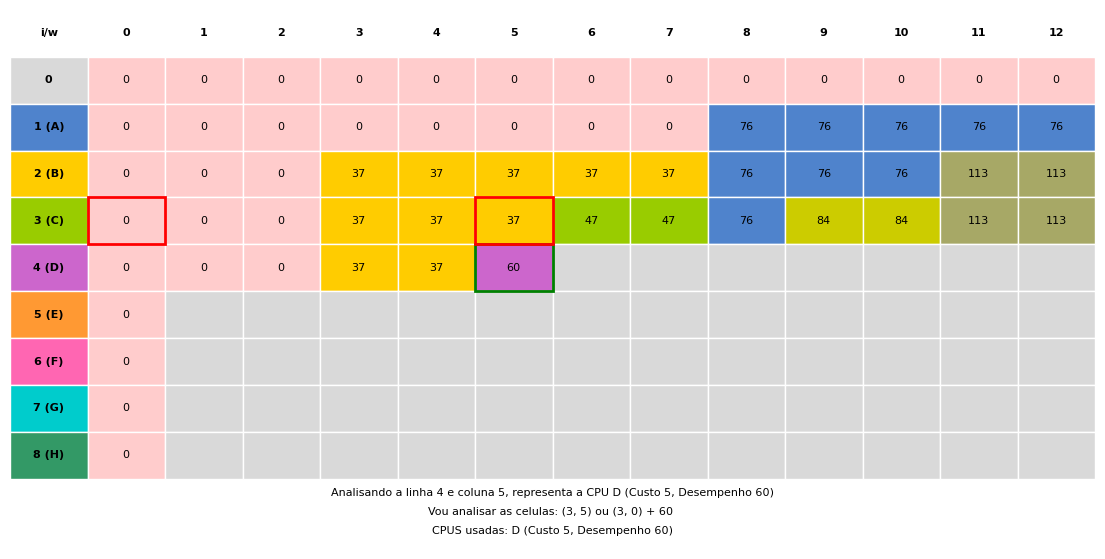 i/w 0 1 2 3 4 5 6 7 8 9 10 11 12
0 0 0 0 0 0 0 0 0 0 0 0 0 0
1 (A) 0 0 0 0 0 0 0 0 76 76 76 76 76
2 (B) 0 0 0 37 37 37 37 37 76 76 76 113 113
3 (C) 0 0 0 37 37 37 47 47 76 84 84 113 113
4 (D) 0 0 0 37 37 60
5 (E) 0
6 (F) 0
7 (G) 0
8 (H) 0
Analisando a linha 4 e coluna 5, representa a CPU D (Custo 5, Desempenho 60)
Vou analisar as celulas: (3, 5) ou (3, 0) + 60
CPUS usadas: D (Custo 5, Desempenho 60)